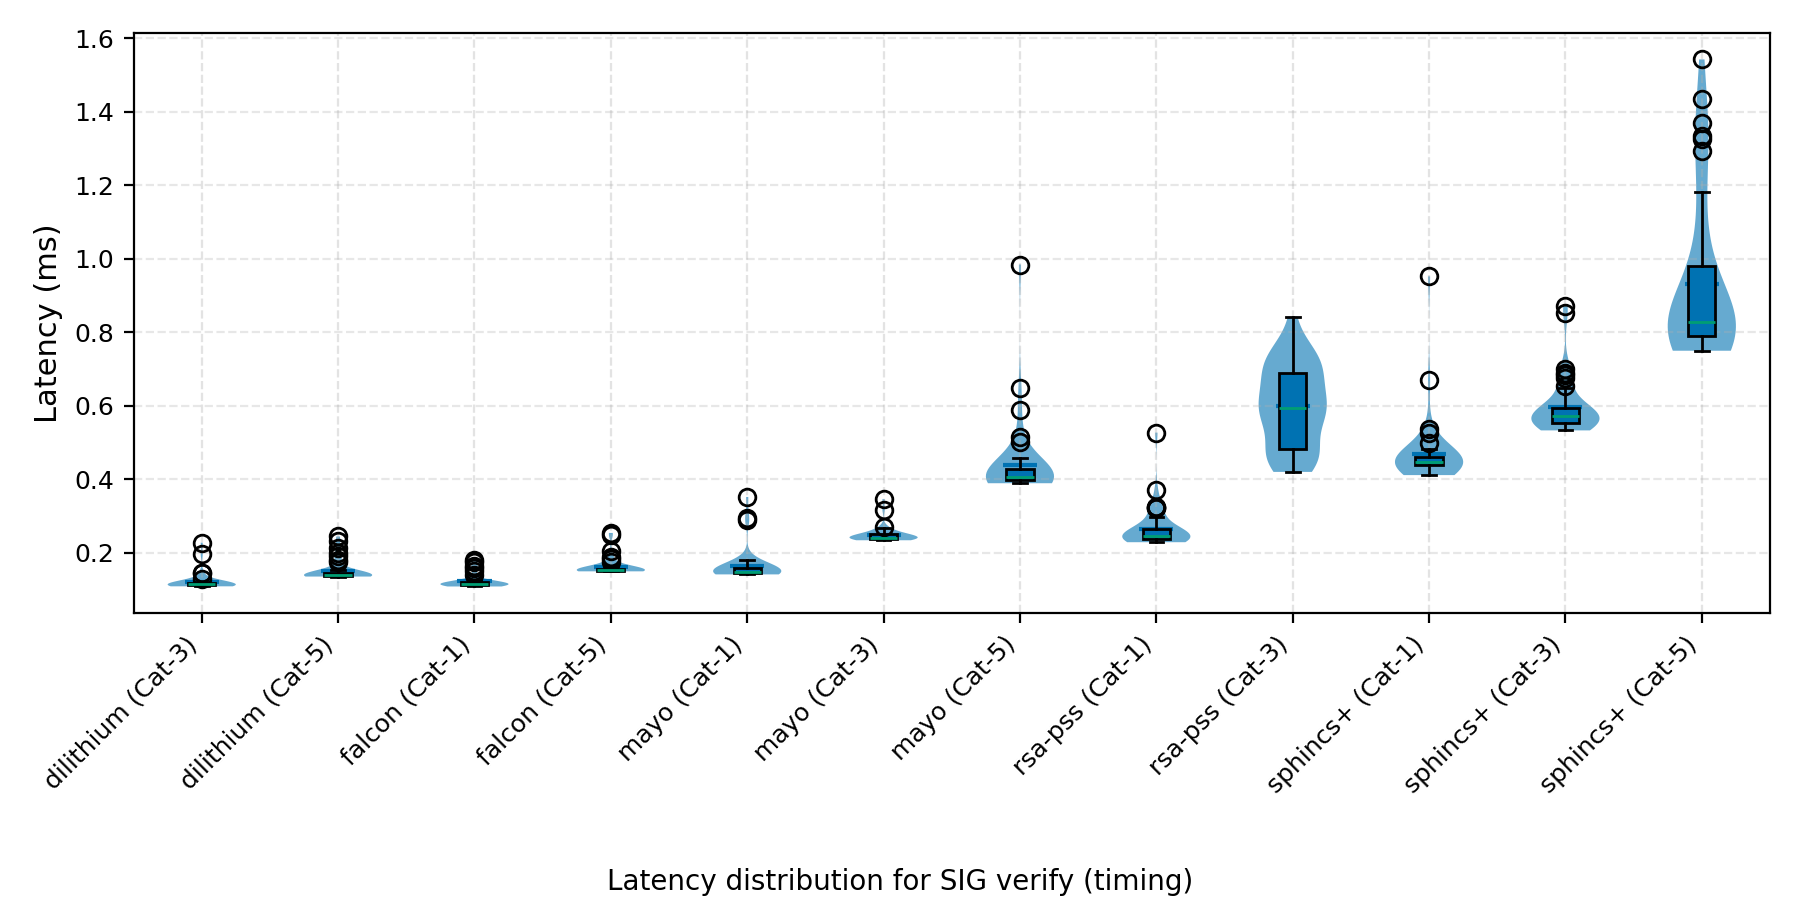 Latency (ms)
1.6
1.4
1.2
1.0
0.8
0.6
0.4
0.2
dilithium (Cat-3)
dilithium (Cat-5)
falcon (Cat-1)
falcon (Cat-5)
mayo (Cat-1)
mayo (Cat-3)
mayo (Cat-5)
rsa-pss (Cat-1)
rsa-pss (Cat-3)
sphincs+ (Cat-1)
sphincs+ (Cat-3)
sphincs+ (Cat-5)
Latency distribution for SIG verify (timing)